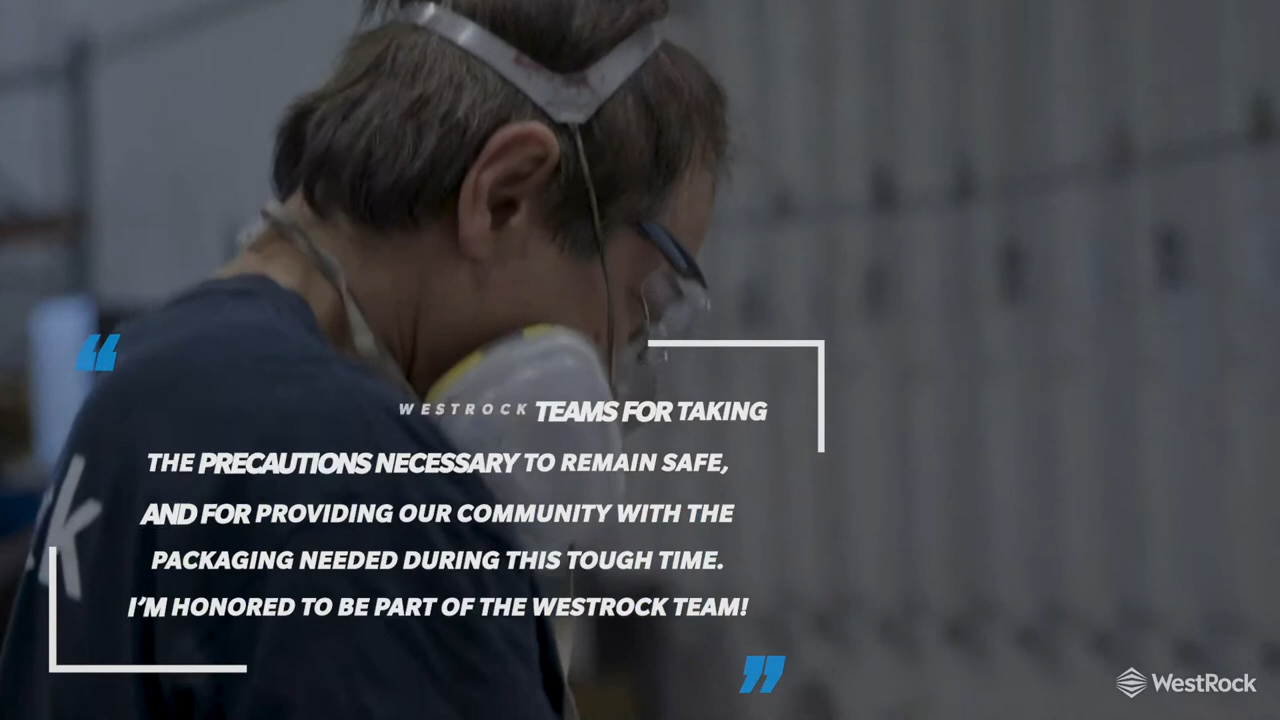 “
WESTROCK TEAMS FOR TAKING
THE PRECAUTIONS NECESSARY TO REMAIN SAFE,
AND FOR PROVIDING OUR COMMUNITY WITH THE
PACKAGING NEEDED DURING THIS TOUGH TIME.
I’M HONORED TO BE PART OF THE WESTROCK TEAM!
”
k
WestRock